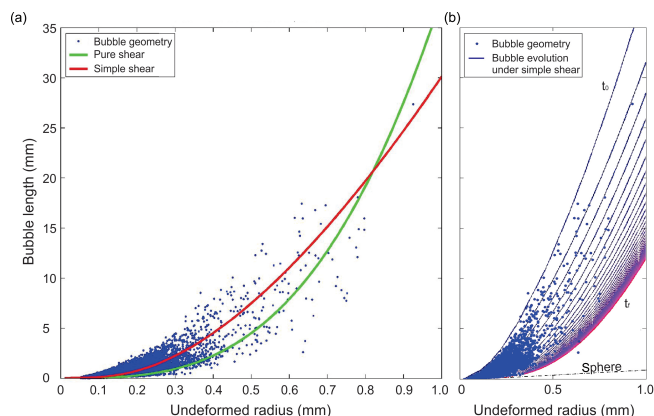 (a)
(b)
Bubble geometry
Pure shear
Simple shear
Bubble length (mm)
35
30
25
20
15
10
5
0
0
0.1
0.2
0.3
0.4
0.5
0.6
0.7
0.8
0.9
1.0
Undeformed radius (mm)
Bubble geometry
Bubble evolution
under simple shear
t₀
Sphere
0
0.5
1.0
Undeformed radius (mm)